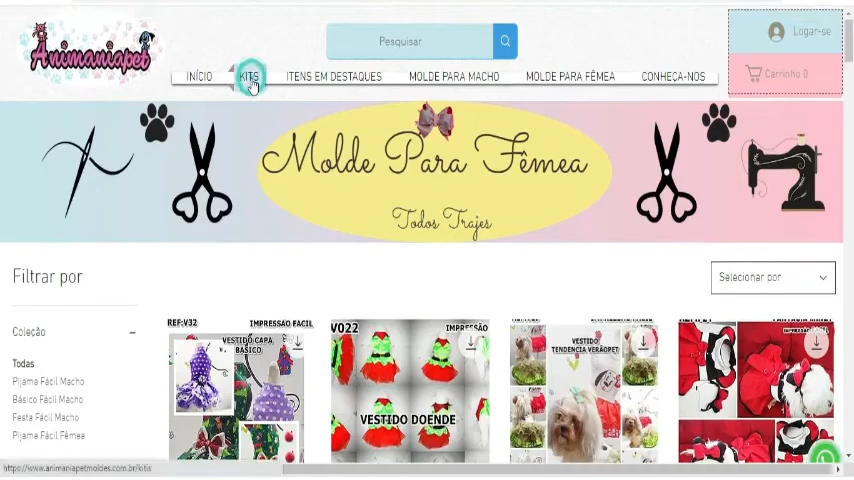 Animaniapet
Pesquisar
Logar-se
Carrinho 0
INÍCIO KITS ITENS EM DESTAQUES MOLDE PARA MACHO MOLDE PARA FÊMEA CONHEÇA-NOS
Molde Para Fêmea
Todos Trajes
Filtrar por
Selecionar por
Coleção
Todas
Pijama Fácil Macho
Básico Fácil Macho
Festa Fácil Macho
Pijama Fácil Fêmea
REF:V32 IMPRESSAO FACIL
VESTIDO CAPA
BASICO
V022 IMPRESSÃO
VESTIDO DOENDE
VESTIDO
TENDENCIA VERÃOPET
https://www.animaniapetmoldes.com.br/kitis